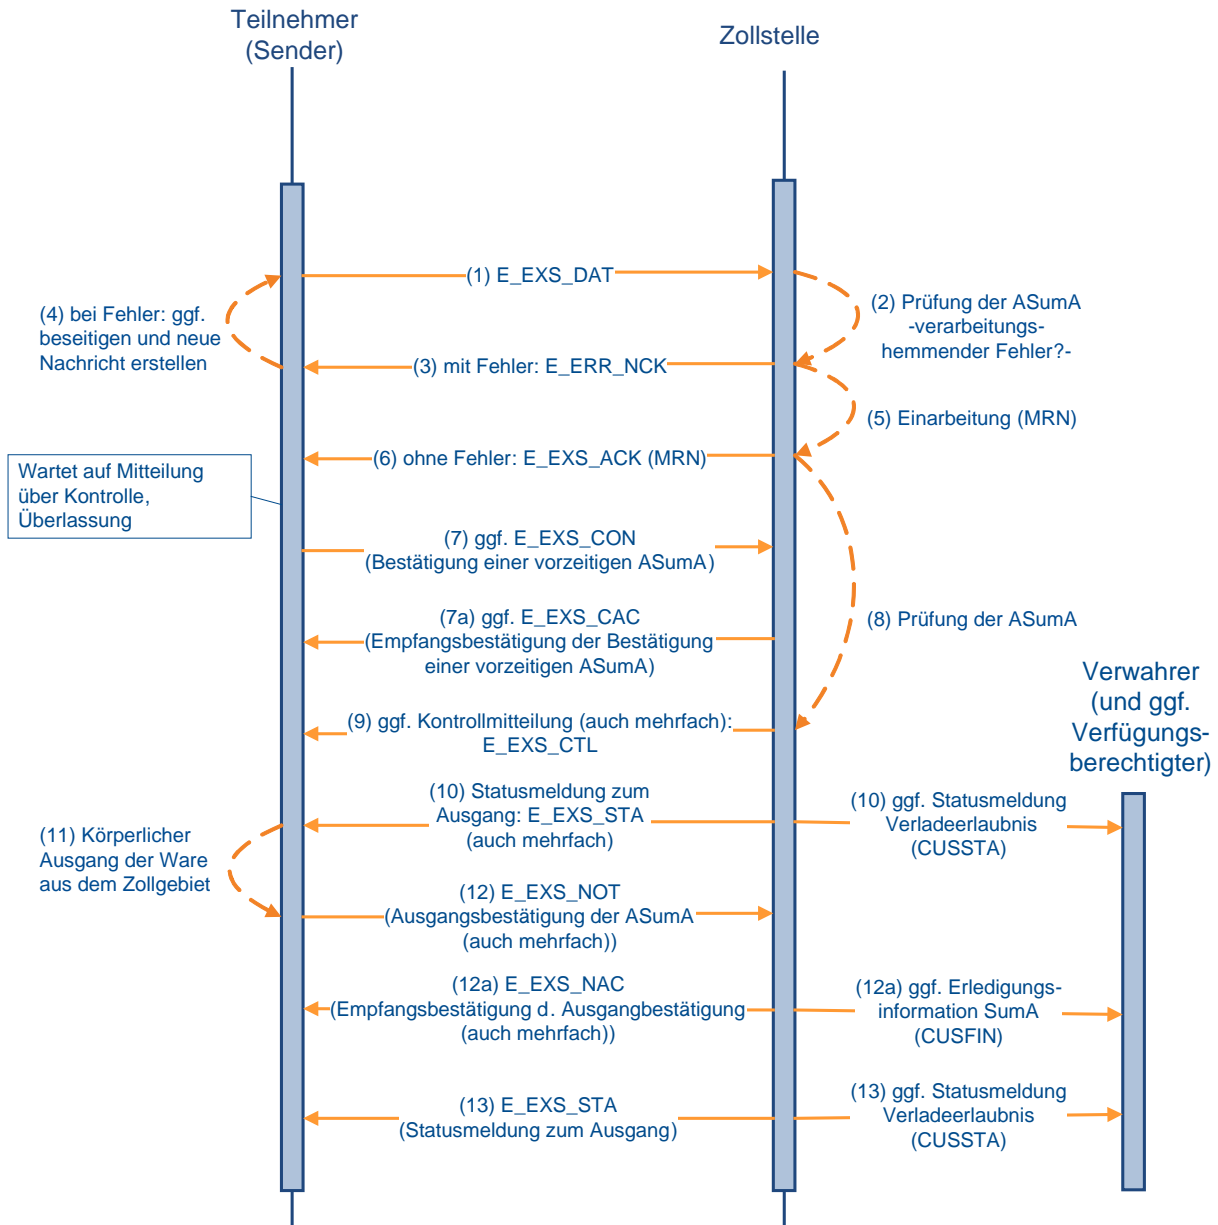 Teilnehmer
(Sender)
Zollstelle
(1) E_EXS_DAT
(2) Prüfung der ASumA
-verarbeitungs-
hemmender Fehler?-
(4) bei Fehler: ggf.
beseitigen und neue
Nachricht erstellen
(3) mit Fehler: E_ERR_NCK
(5) Einarbeitung (MRN)
(6) ohne Fehler: E_EXS_ACK (MRN)
Wartet auf Mitteilung
über Kontrolle,
Überlassung
(7) ggf. E_EXS_CON
(Bestätigung einer vorzeitigen ASumA)
(7a) ggf. E_EXS_CAC
(Empfangsbestätigung der Bestätigung
einer vorzeitigen ASumA)
(8) Prüfung der ASumA
Verwahrer
(und ggf.
Verfügungs-
berechtigter)
(9) ggf. Kontrollmitteilung (auch mehrfach):
E_EXS_CTL
(10) Statusmeldung zum
Ausgang: E_EXS_STA
(auch mehrfach)
(10) ggf. Statusmeldung
Verladeerlaubnis
(CUSSTA)
(11) Körperlicher
Ausgang der Ware
aus dem Zollgebiet
(12) E_EXS_NOT
(Ausgangsbestätigung der ASumA
(auch mehrfach))
(12a) E_EXS_NAC
(Empfangsbestätigung d. Ausgangbestätigung
(auch mehrfach))
(12a) ggf. Erledigungs-
information SumA
(CUSFIN)
(13) E_EXS_STA
(Statusmeldung zum Ausgang)
(13) ggf. Statusmeldung
Verladeerlaubnis
(CUSSTA)